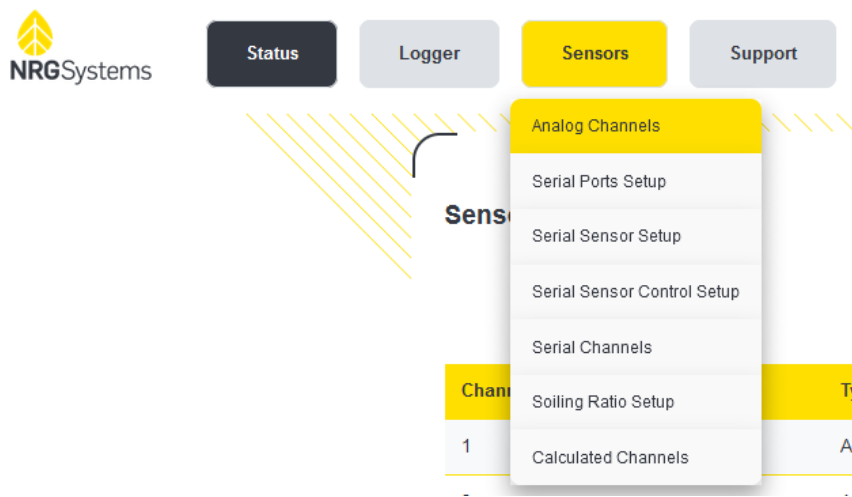 NRGSystems
Status
Logger
Sensors
Support
Analog Channels
Serial Ports Setup
Serial Sensor Setup
Serial Sensor Control Setup
Serial Channels
Soiling Ratio Setup
Calculated Channels
1
A